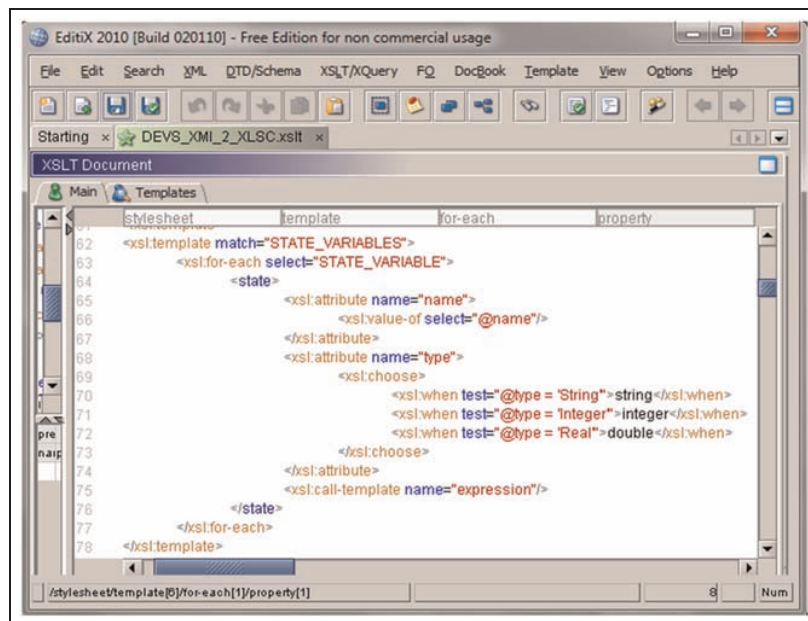 EditiX 2010 [Build 020110] - Free Edition for non commercial usage
File Edit Search XML DTD/Schema XSLT/XQuery FO DocBook Template View Options Help
Starting × DEVS_XMI_2_XLSC.xslt ×
XSLT Document
Main Templates
stylesheet template for-each property
62 <xsl:template match="STATE_VARIABLES">
63 <xsl:for-each select="STATE_VARIABLE">
64 <state>
65 <xsl:attribute name="name">
66 <xsl:value-of select="@name"/>
67 </xsl:attribute>
68 <xsl:attribute name="type">
69 <xsl:choose>
70 <xsl:when test="@type = 'String'">string</xsl:when>
71 <xsl:when test="@type = 'Integer'">integer</xsl:when>
72 <xsl:when test="@type = 'Real'">double</xsl:when>
73 </xsl:choose>
74 </xsl:attribute>
75 <xsl:call-template name="expression"/>
76 </state>
77 </xsl:for-each>
78 </xsl:template>
pre
/stylesheet/template[6]/for-each[1]/property[1] 8 Num